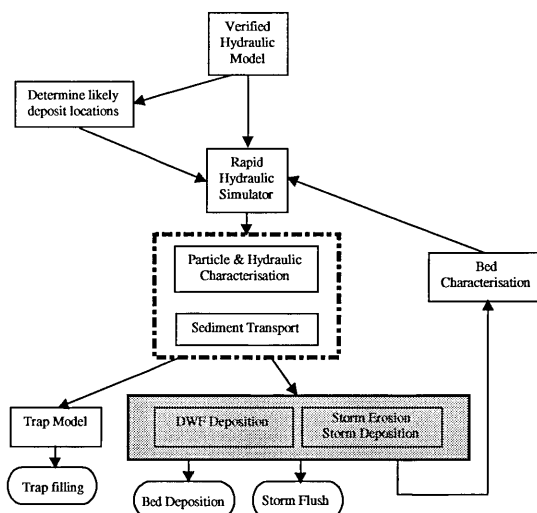 Verified
Hydraulic
Model
Determine likely
deposit locations
Rapid
Hydraulic
Simulator
Particle & Hydraulic
Characterisation
Bed
Characterisation
Sediment Transport
Trap Model
DWF Deposition
Storm Erosion
Storm Deposition
Trap filling
Bed Deposition
Storm Flush